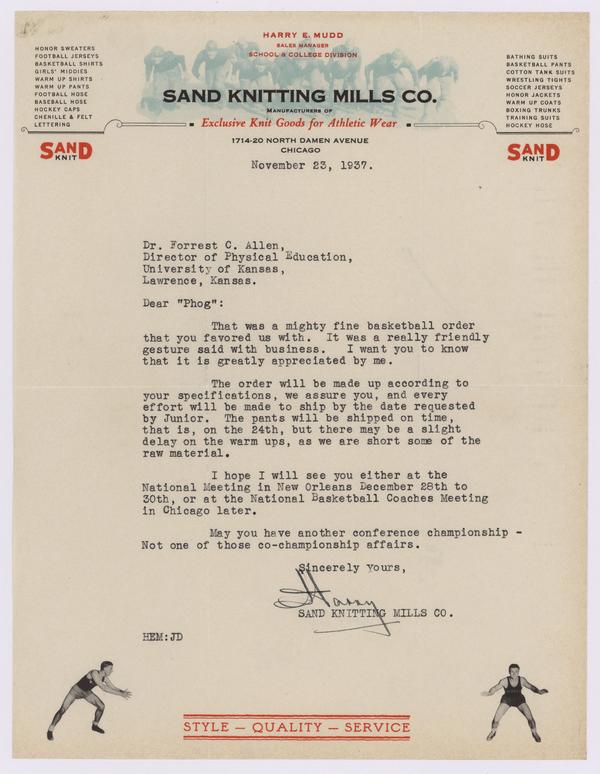 HARRY E. MUDD
SALES MANAGER
SCHOOL & COLLEGE DIVISION
HONOR SWEATERS
FOOTBALL JERSEYS
BASKETBALL SHIRTS
GIRLS' MIDDIES
WARM UP SHIRTS
WARM UP PANTS
FOOTBALL HOSE
BASEBALL HOSE
HOCKEY CAPS
CHENILLE & FELT
LETTERING
SAND KNITTING MILLS CO.
MANUFACTURERS OF
Exclusive Knit Goods for Athletic Wear
BATHING SUITS
BASKETBALL PANTS
COTTON TANK SUITS
WRESTLING TIGHTS
SOCCER JERSEYS
HONOR JACKETS
WARM UP COATS
BOXING TRUNKS
TRAINING SUITS
HOCKEY HOSE
SAND
KNIT
1714-20 NORTH DAMEN AVENUE
CHICAGO
SAND
KNIT
November 23, 1937.
Dr. Forrest C. Allen,
Director of Physical Education,
University of Kansas,
Lawrence, Kansas.
Dear "Phog":
That was a mighty fine basketball order
that you favored us with. It was a really friendly
gesture said with business. I want you to know
that it is greatly appreciated by me.
The order will be made up according to
your specifications, we assure you, and every
effort will be made to ship by the date requested
by Junior. The pants will be shipped on time,
that is, on the 24th, but there may be a slight
delay on the warm ups, as we are short some of the
raw material.
I hope I will see you either at the
National Meeting in New Orleans December 28th to
30th, or at the National Basketball Coaches Meeting
in Chicago later.
May you have another conference championship -
Not one of those co-championship affairs.
Sincerely Yours,
Harry
SAND KNITTING MILLS CO.
HEM:JD
STYLE — QUALITY — SERVICE